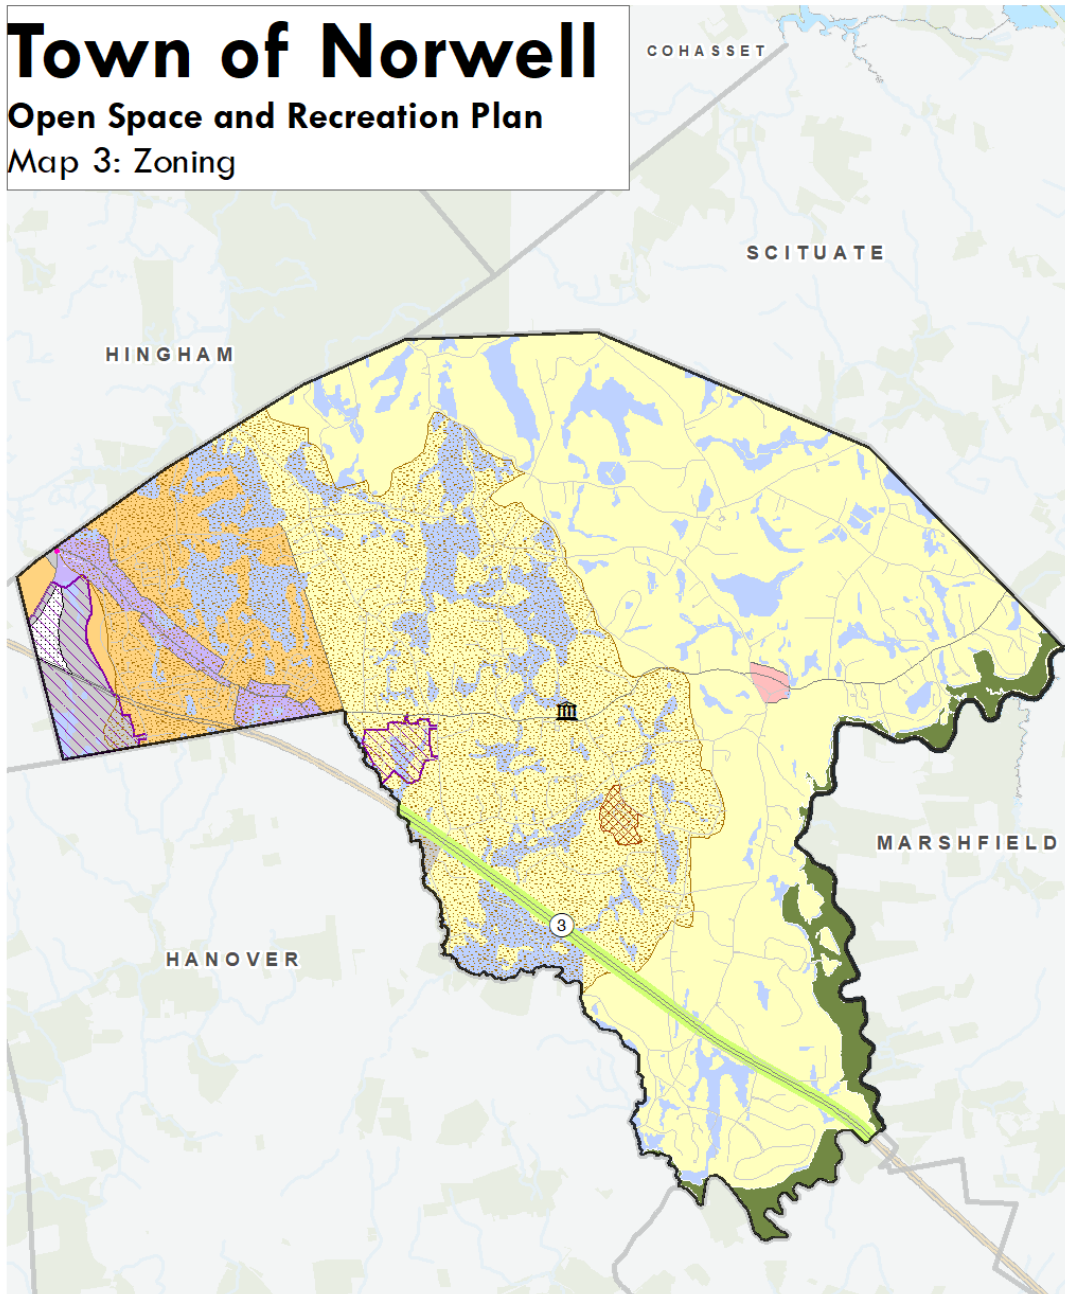 Town of Norwell
Open Space and Recreation Plan
Map 3: Zoning
COHASSET
SCITUATE
HINGHAM
MARSHFIELD
3
HANOVER